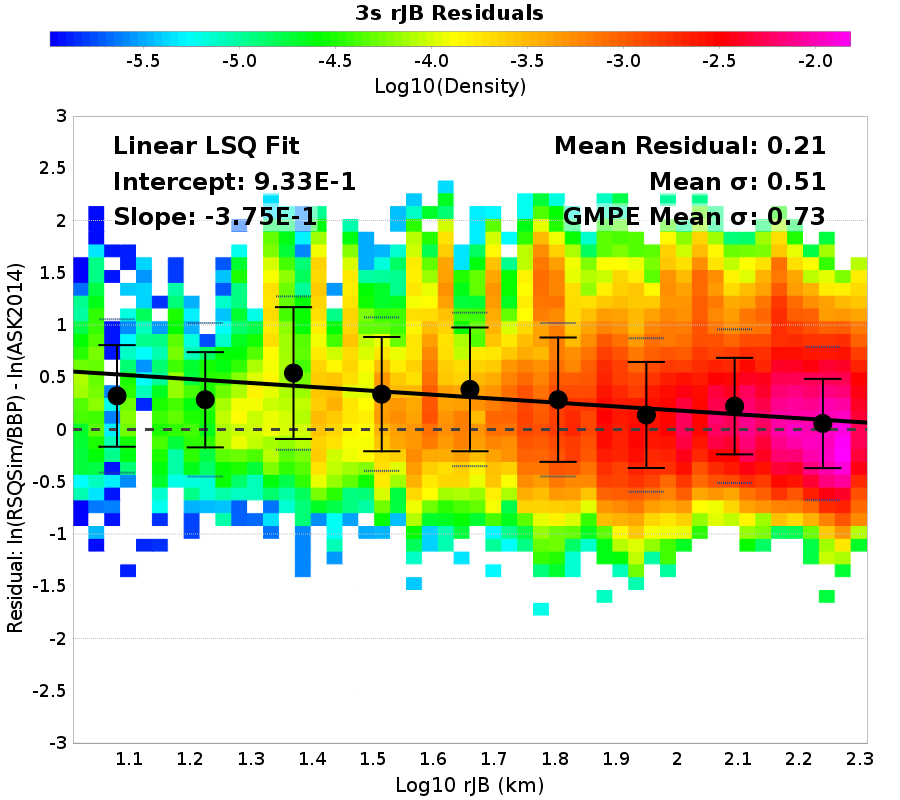 3s rJB Residuals
-5.5 -5.0 -4.5 -4.0 -3.5 -3.0 -2.5 -2.0
Log10(Density)
Linear LSQ Fit
Intercept: 9.33E-1
Slope: -3.75E-1
Mean Residual: 0.21
Mean σ: 0.51
GMPE Mean σ: 0.73
Residual: ln(RSQSim/BBP) - ln(ASK2014)
3
2.5
2
1.5
1
0.5
0
-0.5
-1
-1.5
-2
-2.5
-3
1.1 1.2 1.3 1.4 1.5 1.6 1.7 1.8 1.9 2 2.1 2.2 2.3
Log10 rJB (km)